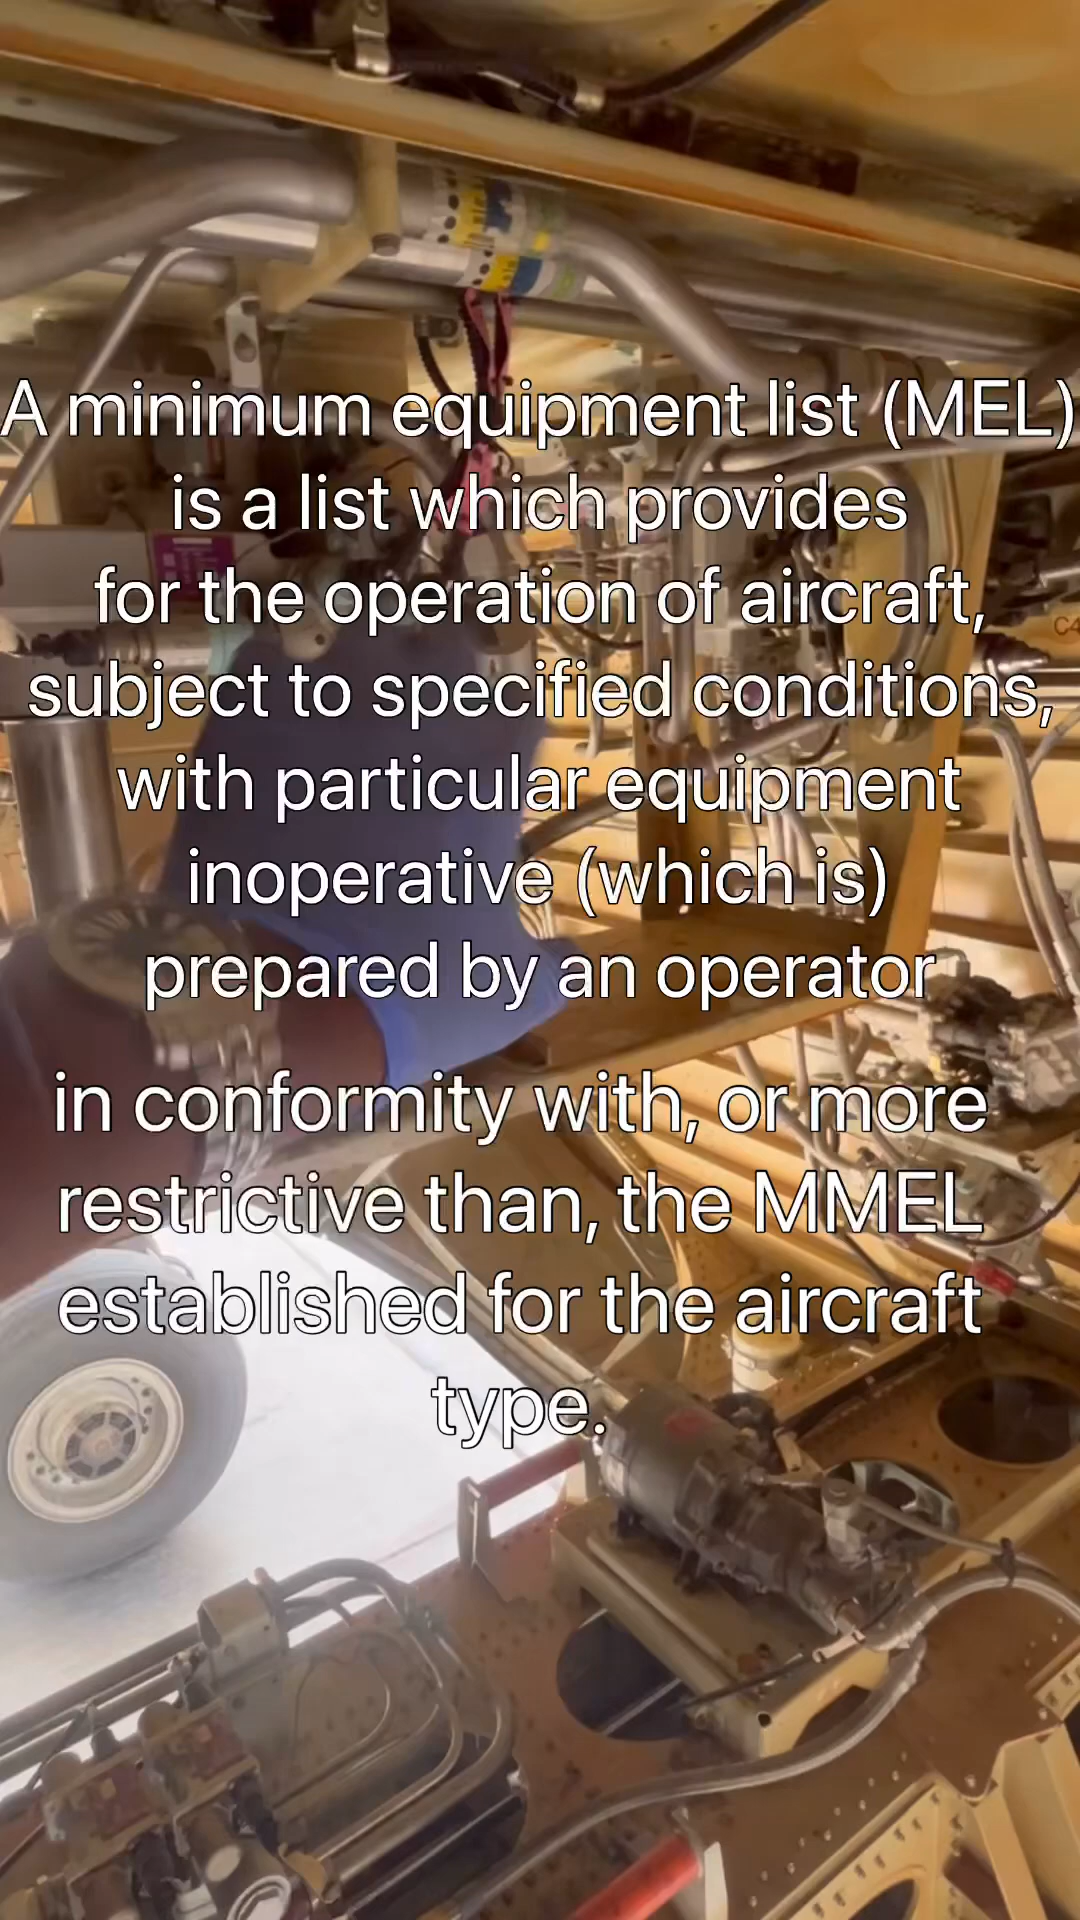 A minimum equipment list (MEL)
is a list which provides
for the operation of aircraft,
subject to specified conditions,
with particular equipment
inoperative (which is)
prepared by an operator
in conformity with, or more
restrictive than, the MMEL
established for the aircraft
type.